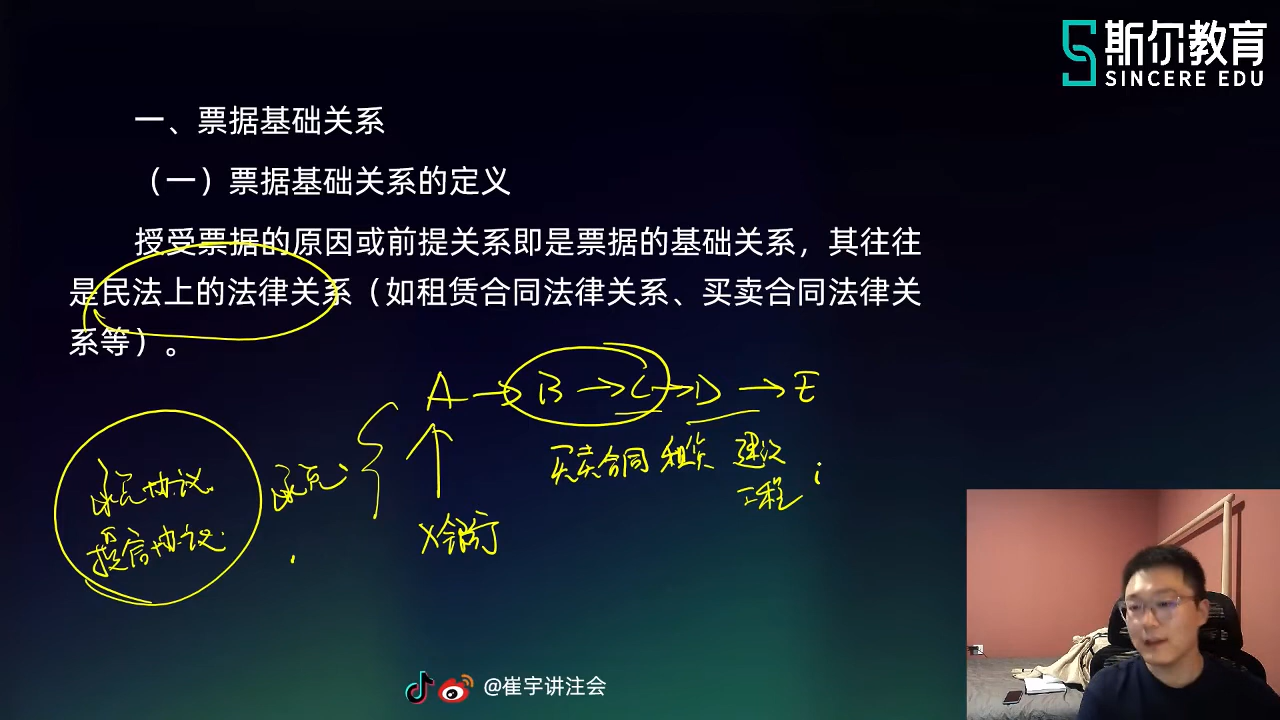 斯尔教育
SINCERE EDU
一、票据基础关系
（一）票据基础关系的定义
授受票据的原因或前提关系即是票据的基础关系，其往往
是民法上的法律关系（如租赁合同法律关系、买卖合同法律关
系等）。
A → B → C → D → E
买卖合同 租赁 建设
工程
承兑协议
授信协议
承兑
X银行
@崔宇讲注会